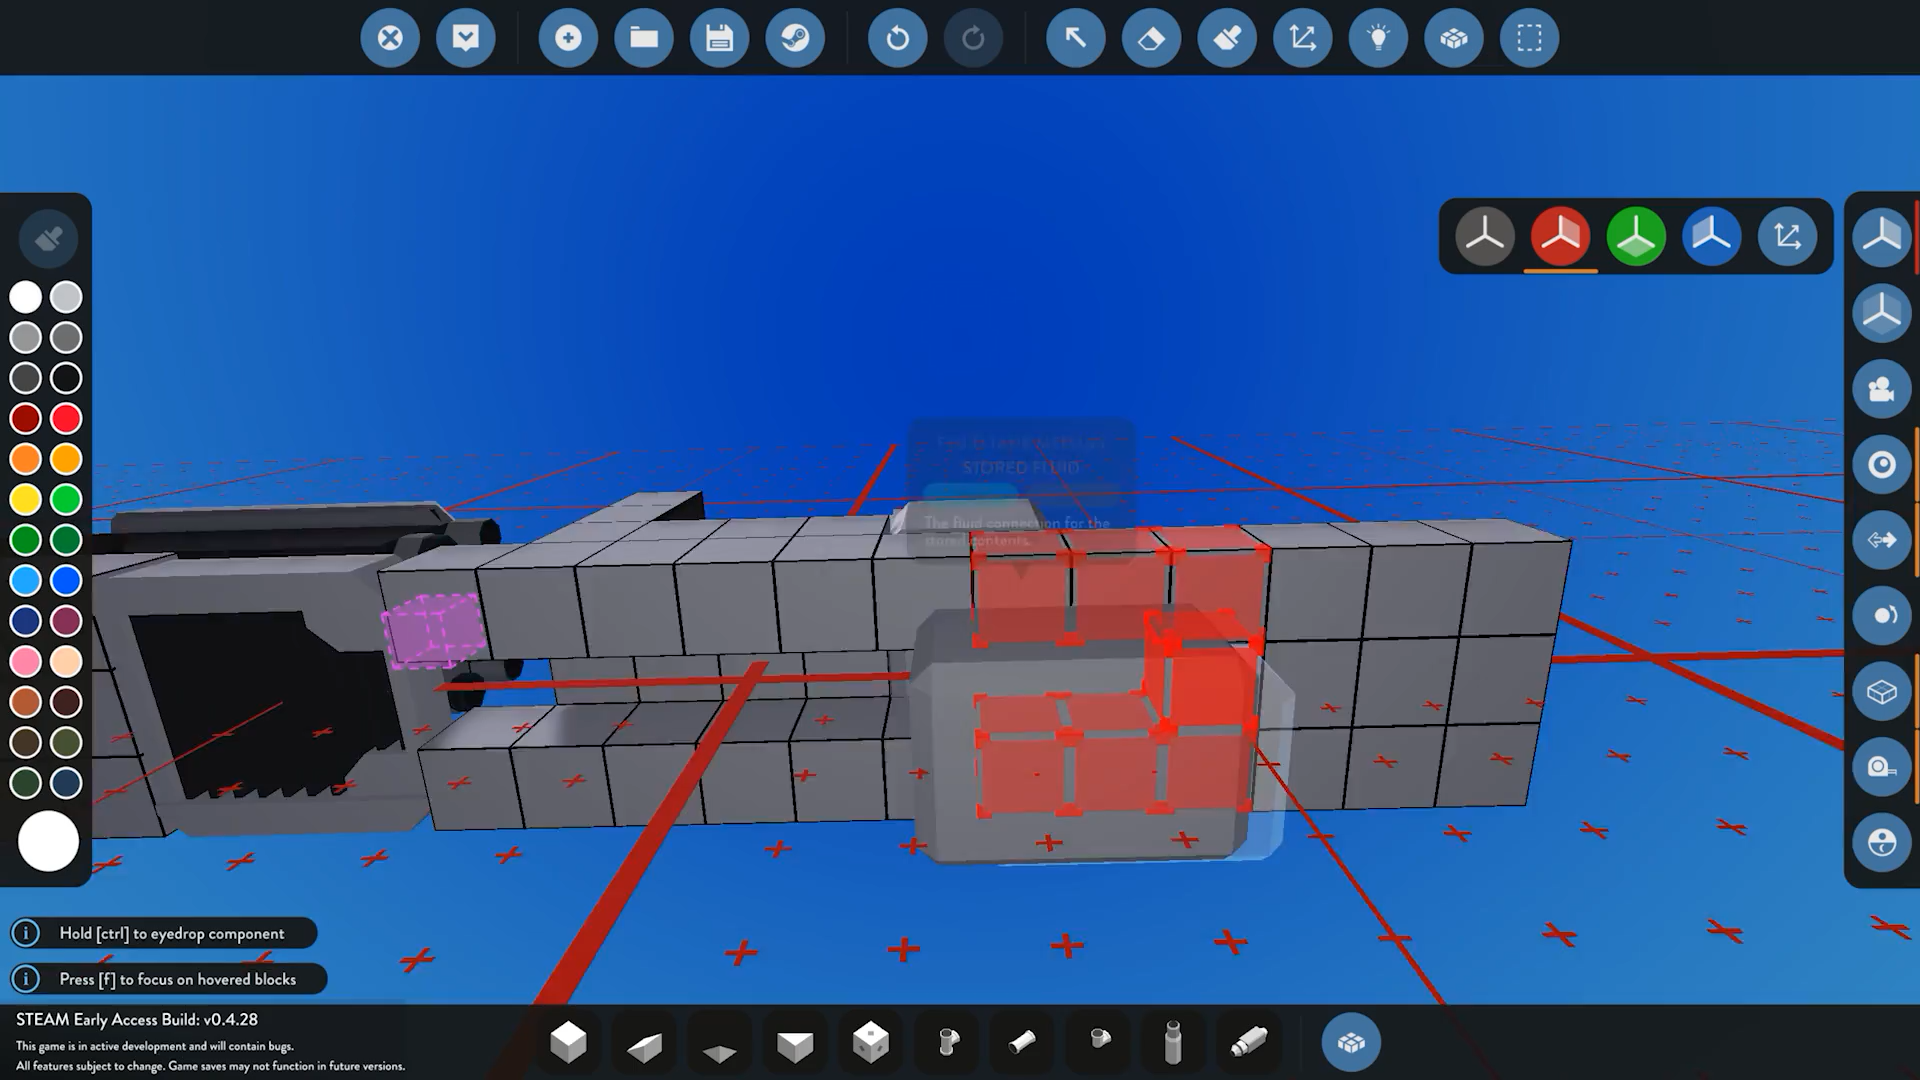 STORED FLUID
The fluid connection for the
stored contents.
Hold [ctrl] to eyedrop component
Press [f] to focus on hovered blocks
STEAM Early Access Build: v0.4.28
This game is in active development and will contain bugs.
All features subject to change. Game saves may not function in future versions.